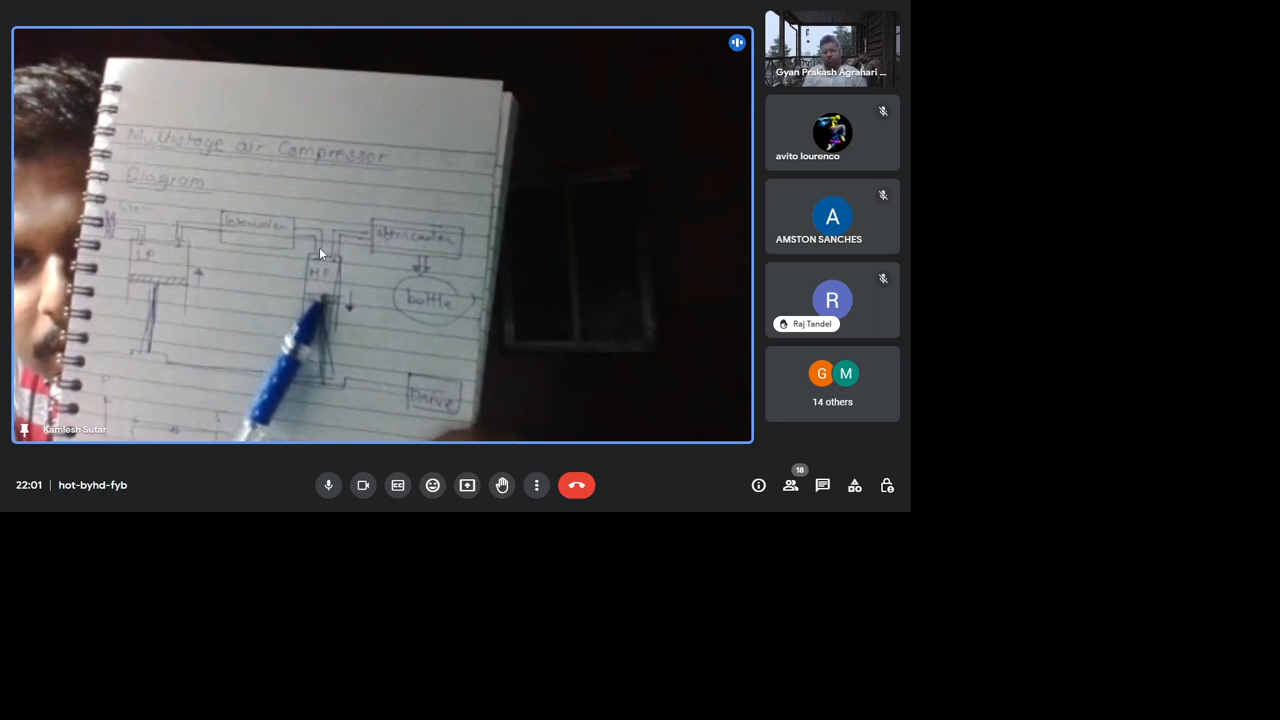 Multistage air Compressor
Diagram
Intercooler
Aftercooler
LP
HP
bottle
Drive
Kamlesh Sutar
Gyan Prakash Agrahari ...
avito lourenco
A
AMSTON SANCHES
R
Raj Tandel
G M
14 others
22:01 | hot-byhd-fyb
CC
18